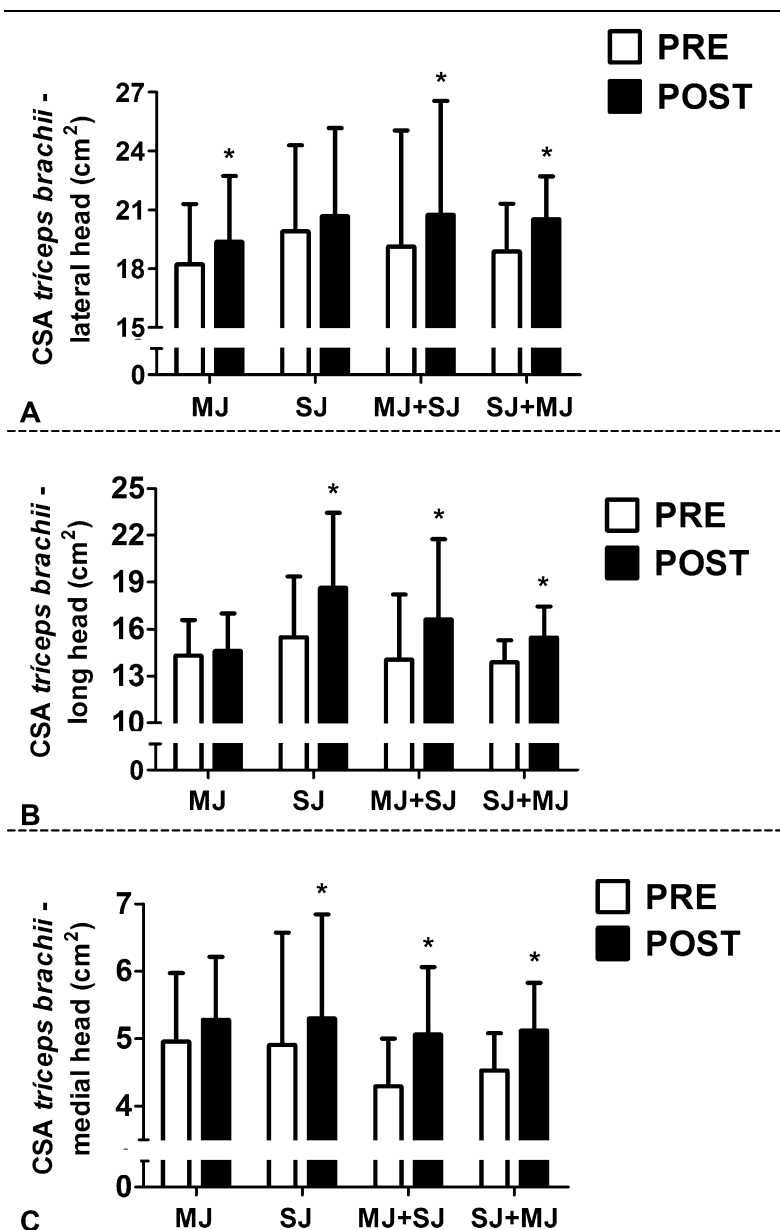 PRE
POST
CSA tríceps brachii -
lateral head (cm²)
27
24
21
18
15
0
*
*
*
MJ
SJ
MJ+SJ
SJ+MJ
A
PRE
POST
CSA tríceps brachii -
long head (cm²)
25
22
19
16
13
10
0
*
*
*
MJ
SJ
MJ+SJ
SJ+MJ
B
PRE
POST
CSA tríceps brachii -
medial head (cm²)
7
6
5
4
0
*
*
*
MJ
SJ
MJ+SJ
SJ+MJ
C